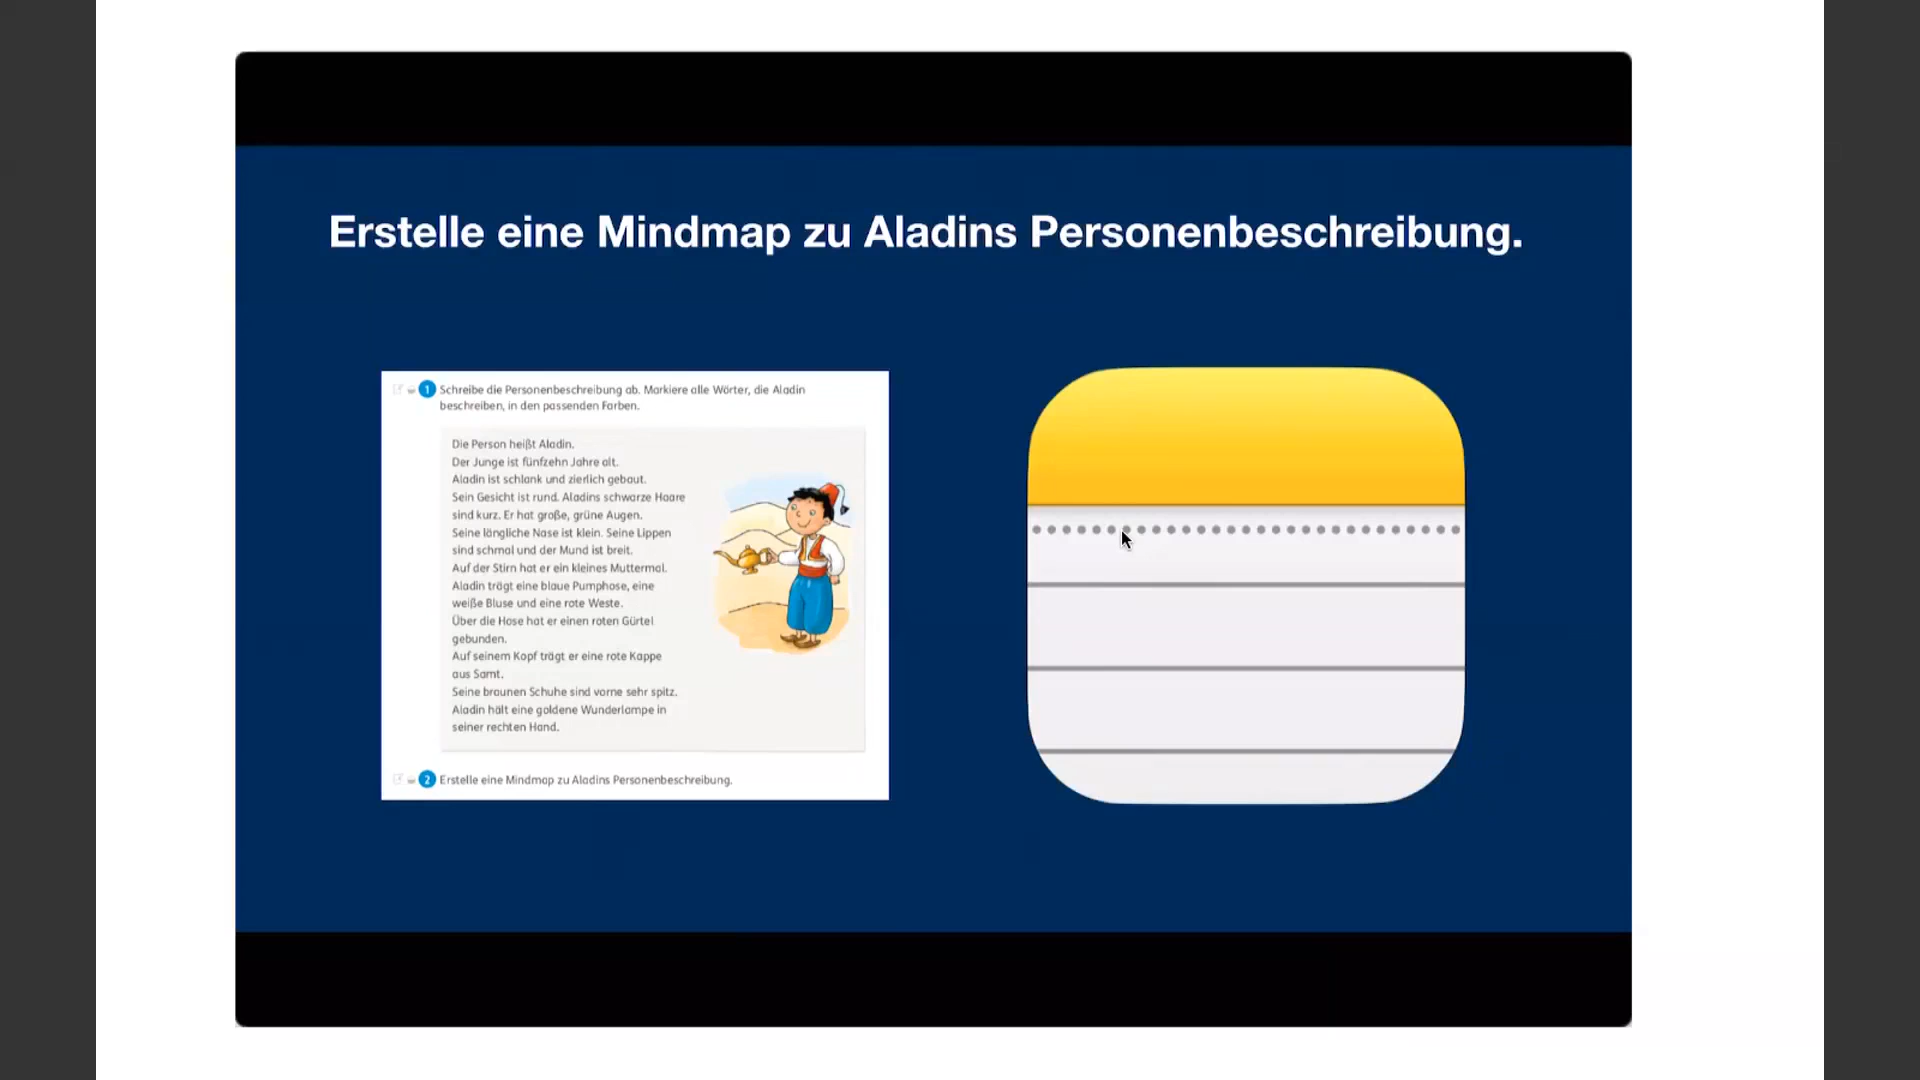 Erstelle eine Mindmap zu Aladins Personenbeschreibung.
1 Schreibe die Personenbeschreibung ab. Markiere alle Wörter, die Aladin
beschreiben, in den passenden Farben.
Die Person heißt Aladin.
Der Junge ist fünfzehn Jahre alt.
Aladin ist schlank und zierlich gebaut.
Sein Gesicht ist rund. Aladins schwarze Haare
sind kurz. Er hat große, grüne Augen.
Seine längliche Nase ist klein. Seine Lippen
sind schmal und der Mund ist breit.
Auf der Stirn hat er ein kleines Muttermal.
Aladin trägt eine blaue Pumphose, eine
weiße Bluse und eine rote Weste.
Über die Hose hat er einen roten Gürtel
gebunden.
Auf seinem Kopf trägt er eine rote Kappe
aus Samt.
Seine braunen Schuhe sind vorne sehr spitz.
Aladin hält eine goldene Wunderlampe in
seiner rechten Hand.
2 Erstelle eine Mindmap zu Aladins Personenbeschreibung.